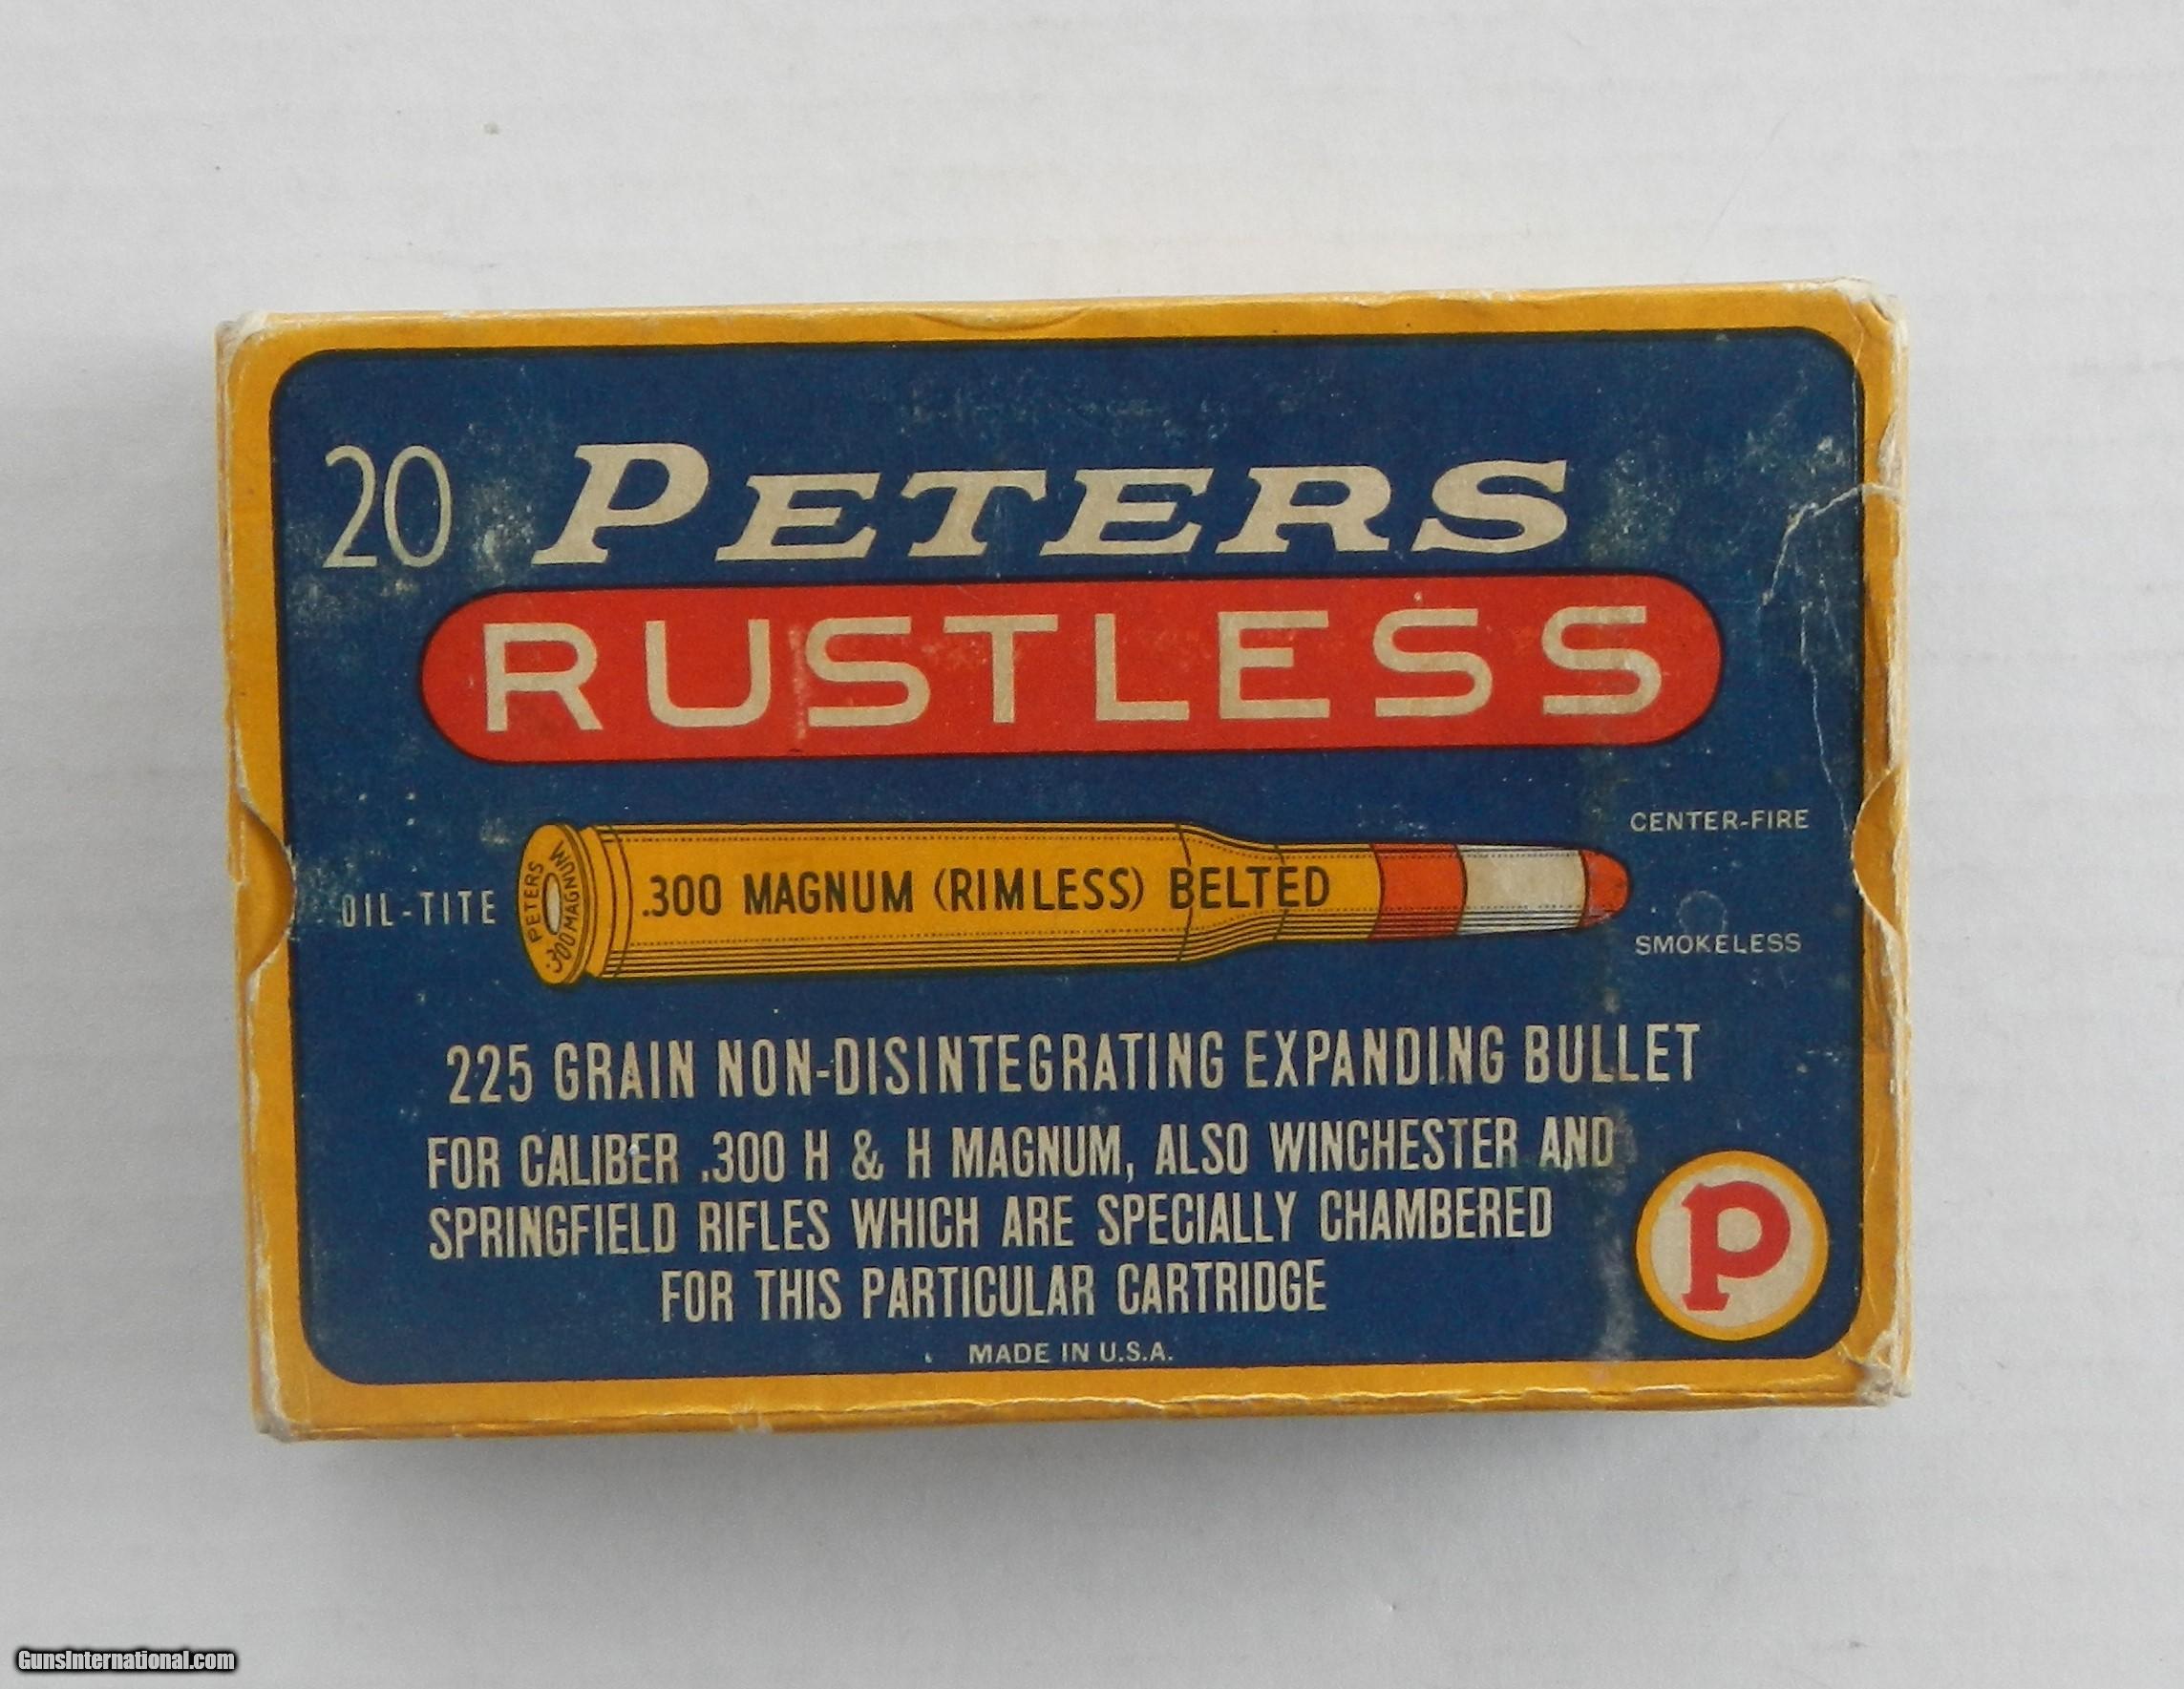 20 PETERS
RUSTLESS
CENTER-FIRE
OIL-TITE
PETERS
.300 MAGNUM
.300 MAGNUM (RIMLESS) BELTED
SMOKELESS
225 GRAIN NON-DISINTEGRATING EXPANDING BULLET
FOR CALIBER .300 H & H MAGNUM, ALSO WINCHESTER AND
SPRINGFIELD RIFLES WHICH ARE SPECIALLY CHAMBERED
FOR THIS PARTICULAR CARTRIDGE
P
MADE IN U.S.A.
GunsInternational.com